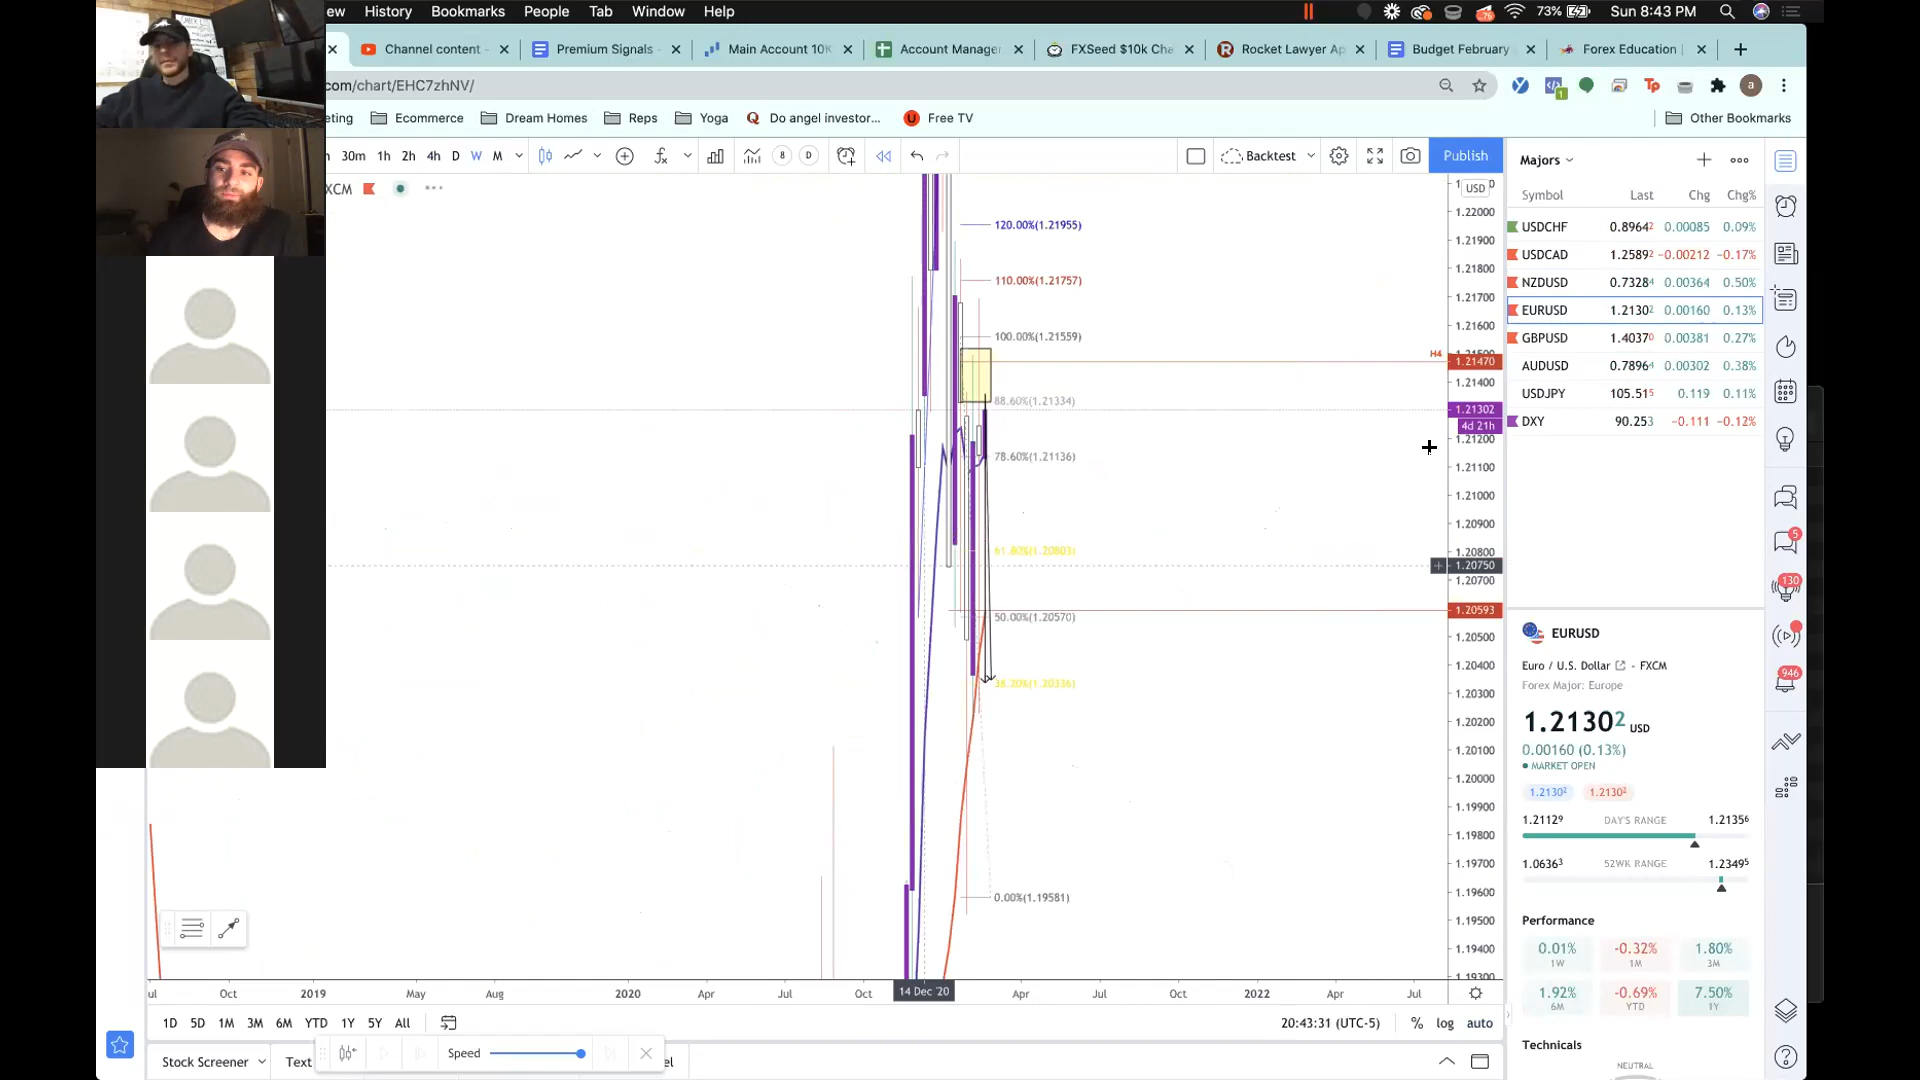 ew History Bookmarks People Tab Window Help 73% Sun 8:43 PM
Channel content - Premium Signals - Main Account 10K Account Manager FXSeed $10k Cha Rocket Lawyer Ap Budget February Forex Education |
com/chart/EHC7zhNV/
eting Ecommerce Dream Homes Reps Yoga Do angel investor... Free TV Other Bookmarks
30m 1h 2h 4h D W M 8 D Backtest Publish
Majors
FXCM
USD
Symbol Last Chg Chg%
USDCHF 0.89642 0.00085 0.09%
USDCAD 1.25892 −0.00212 −0.17%
NZDUSD 0.73284 0.00364 0.50%
EURUSD 1.21302 0.00160 0.13%
GBPUSD 1.40370 0.00381 0.27%
AUDUSD 0.78964 0.00302 0.38%
USDJPY 105.515 0.119 0.11%
DXY 90.253 −0.111 −0.12%
120.00%(1.21955)
110.00%(1.21757)
100.00%(1.21559)
88.60%(1.21334)
78.60%(1.21136)
61.80%(1.20803)
50.00%(1.20570)
38.20%(1.20336)
0.00%(1.19581)
1.22000
1.21900
1.21800
1.21700
1.21600
1.21500
H4
1.21470
1.21400
1.21302
4d 21h
1.21200
1.21100
1.21000
1.20900
1.20800
1.20750
1.20700
1.20593
1.20500
1.20400
1.20300
1.20200
1.20100
1.20000
1.19900
1.19800
1.19700
1.19600
1.19500
1.19400
1.19300
EURUSD
Euro / U.S. Dollar - FXCM
Forex Major: Europe
1.21302 USD
0.00160 (0.13%)
MARKET OPEN
1.21302 1.21302
1.21129 DAY'S RANGE 1.21356
1.06363 52WK RANGE 1.23495
Performance
0.01% -0.32% 1.80%
1W 1M 3M
1.92% -0.69% 7.50%
6M YTD 1Y
Technicals
NEUTRAL
5
130
946
ul Oct 2019 May Aug 2020 Apr Jul Oct 14 Dec '20 Apr Jul Oct 2022 Apr Jul
1D 5D 1M 3M 6M YTD 1Y 5Y All 20:43:31 (UTC-5) % log auto
Stock Screener Text Speed el